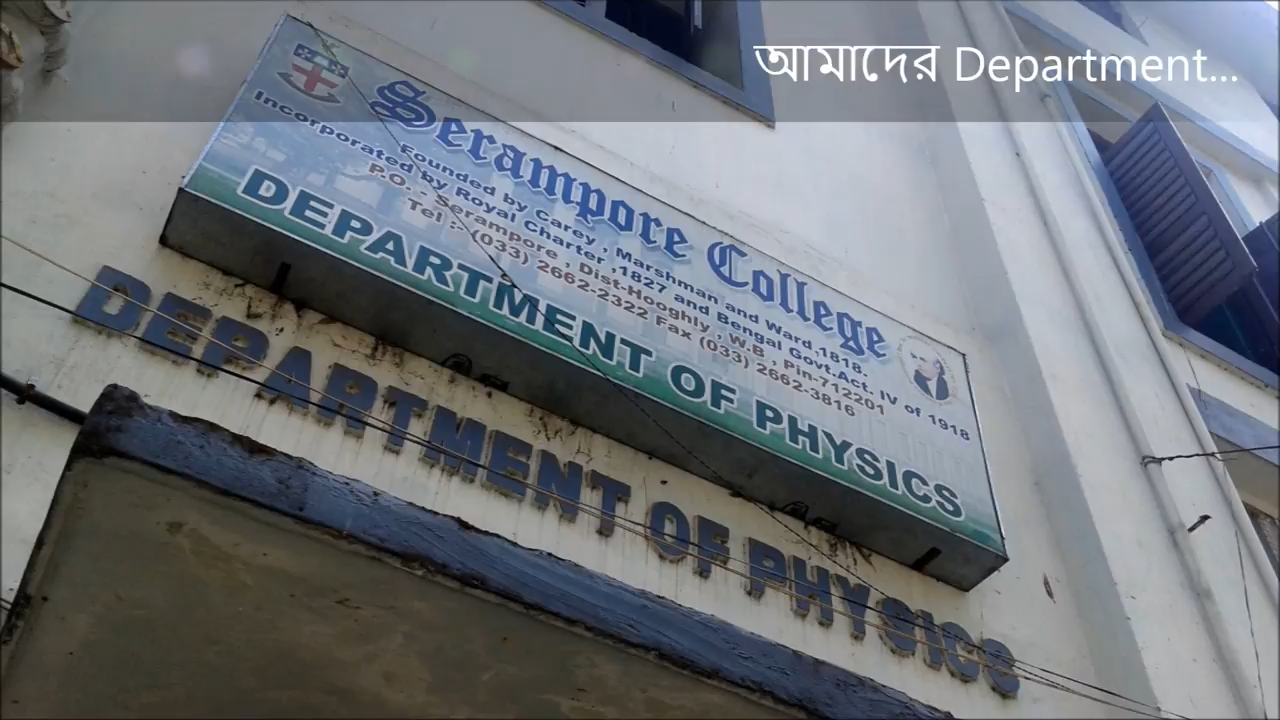 আমাদের Department...
Serampore College
Founded by Carey, Marshman and Ward,1818.
Incorporated by Royal Charter ,1827 and Bengal Govt.Act.. IV of 1918
P.O. - Serampore , Dist-Hooghly , W.B , Pin-712201
Tel :- (033) 2662-2322 Fax (033) 2662-3816
DEPARTMENT OF PHYSICS
DEPARTMENT OF PHYSICS